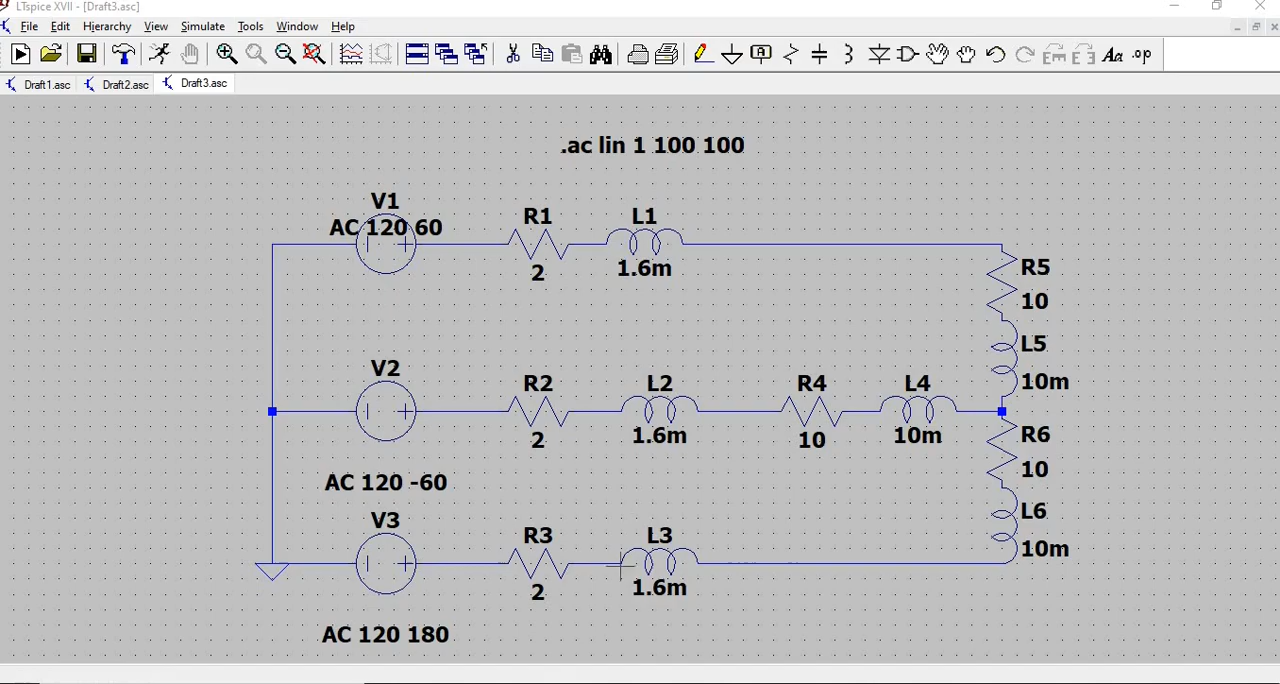 LTspice XVII - [Draft3.asc]
File Edit Hierarchy View Simulate Tools Window Help
Draft1.asc Draft2.asc Draft3.asc
.ac lin 1 100 100
V1
AC 120 60
R1
2
L1
1.6m
R5
10
L5
10m
V2
AC 120 -60
R2
2
L2
1.6m
R4
10
L4
10m
R6
10
L6
10m
V3
AC 120 180
R3
2
L3
1.6m